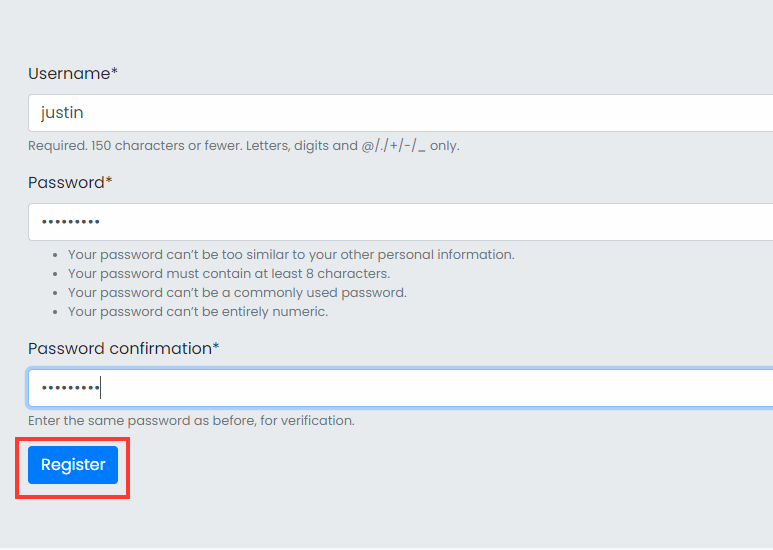 Username*
justin
Required. 150 characters or fewer. Letters, digits and @/./+/-/_ only.
Password*
•••••••••
Your password can’t be too similar to your other personal information.
Your password must contain at least 8 characters.
Your password can’t be a commonly used password.
Your password can’t be entirely numeric.
Password confirmation*
•••••••••
Enter the same password as before, for verification.
Register